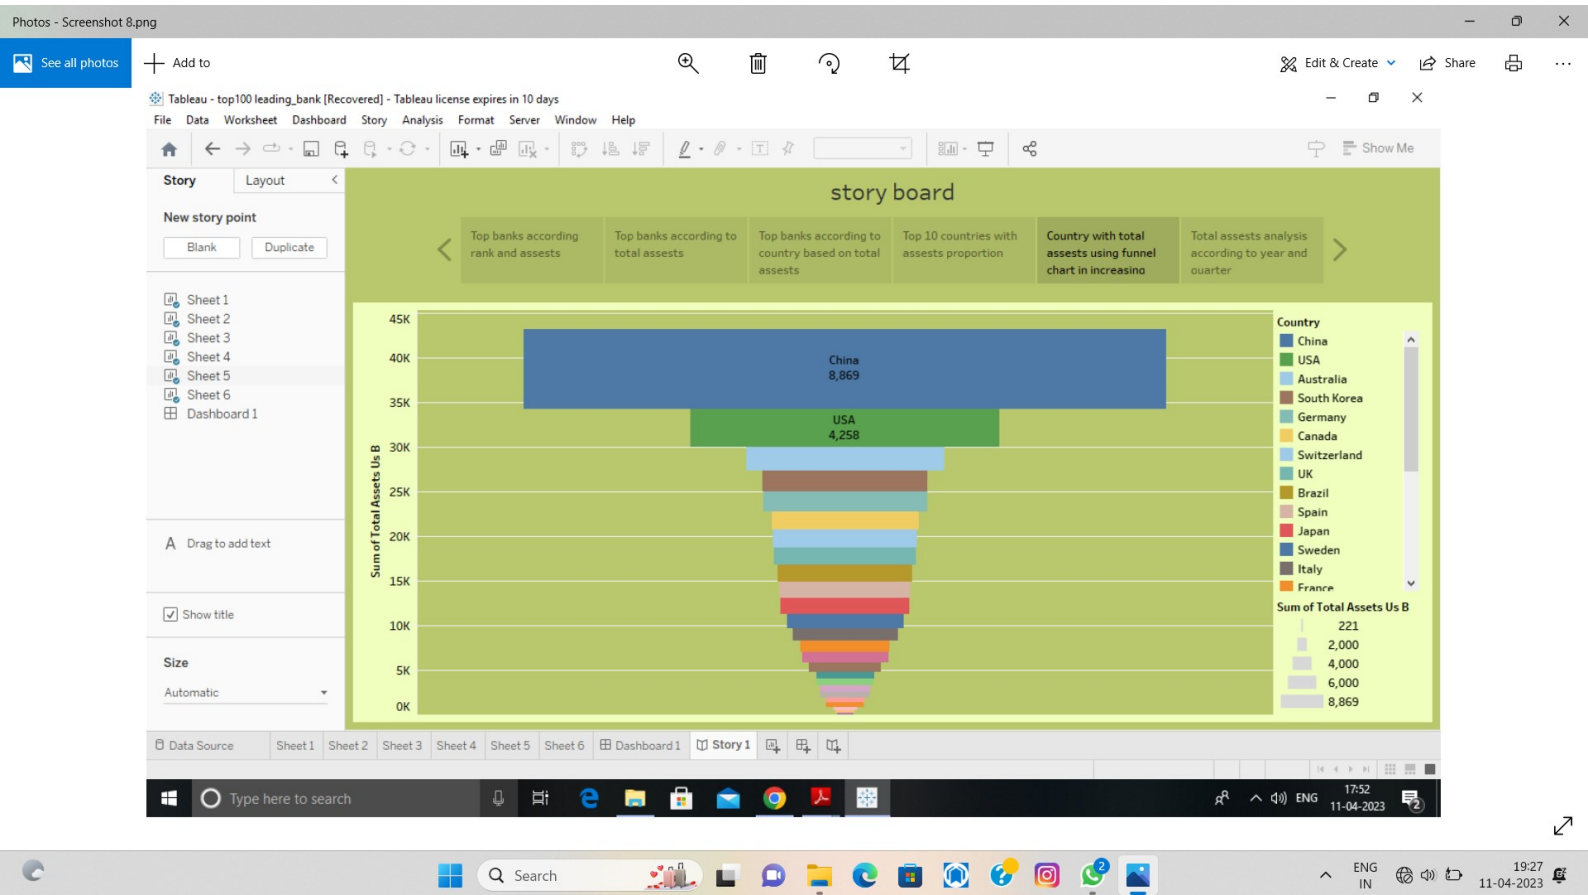 Photos - Screenshot 8.png
See all photos
Add to
Edit & Create
Share
Tableau - top100 leading_bank [Recovered] - Tableau license expires in 10 days
File Data Worksheet Dashboard Story Analysis Format Server Window Help
Show Me
Story Layout
New story point
Blank Duplicate
Sheet 1
Sheet 2
Sheet 3
Sheet 4
Sheet 5
Sheet 6
Dashboard 1
A Drag to add text
Show title
Size
Automatic
story board
Top banks according
rank and assests
Top banks according to
total assests
Top banks according to
country based on total
assests
Top 10 countries with
assests proportion
Country with total
assests using funnel
chart in increasing
Total assests analysis
according to year and
quarter
Sum of Total Assets Us B
45K
40K
35K
30K
25K
20K
15K
10K
5K
0K
China
8,869
USA
4,258
Country
China
USA
Australia
South Korea
Germany
Canada
Switzerland
UK
Brazil
Spain
Japan
Sweden
Italy
France
Sum of Total Assets Us B
221
2,000
4,000
6,000
8,869
Data Source Sheet 1 Sheet 2 Sheet 3 Sheet 4 Sheet 5 Sheet 6 Dashboard 1 Story 1
Type here to search
ENG
17:52
11-04-2023
2
Search
2
ENG
IN
19:27
11-04-2023